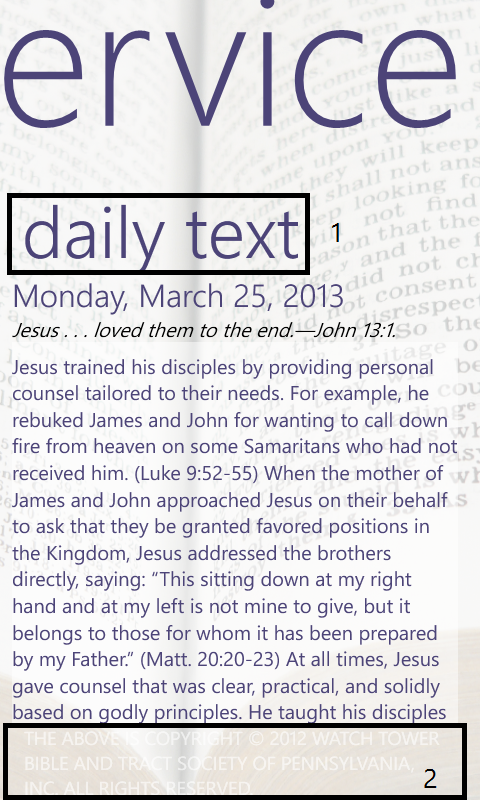 ervice
daily text 1
Monday, March 25, 2013
Jesus . . . loved them to the end.—John 13:1.
Jesus trained his disciples by providing personal
counsel tailored to their needs. For example, he
rebuked James and John for wanting to call down
fire from heaven on some Samaritans who had not
received him. (Luke 9:52-55) When the mother of
James and John approached Jesus on their behalf
to ask that they be granted favored positions in
the Kingdom, Jesus addressed the brothers
directly, saying: “This sitting down at my right
hand and at my left is not mine to give, but it
belongs to those for whom it has been prepared
by my Father.” (Matt. 20:20-23) At all times, Jesus
gave counsel that was clear, practical, and solidly
based on godly principles. He taught his disciples
THE ABOVE IS COPYRIGHT © 2012 WATCH TOWER
BIBLE AND TRACT SOCIETY OF PENNSYLVANIA,
INC. ALL RIGHTS RESERVED.
2